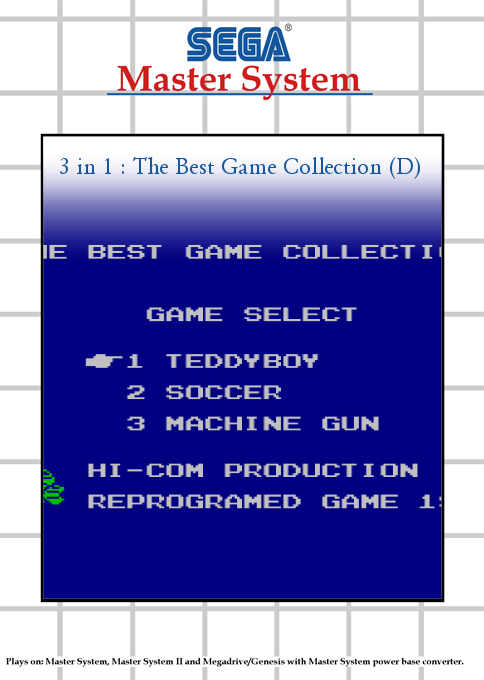 SEGA®
Master System
3 in 1 : The Best Game Collection (D)
BEST GAME COLLECTI
GAME SELECT
1 TEDDYBOY
2 SOCCER
3 MACHINE GUN
HI-COM PRODUCTION
REPROGRAMED GAME 1
Plays on: Master System, Master System II and Megadrive/Genesis with Master System power base converter.